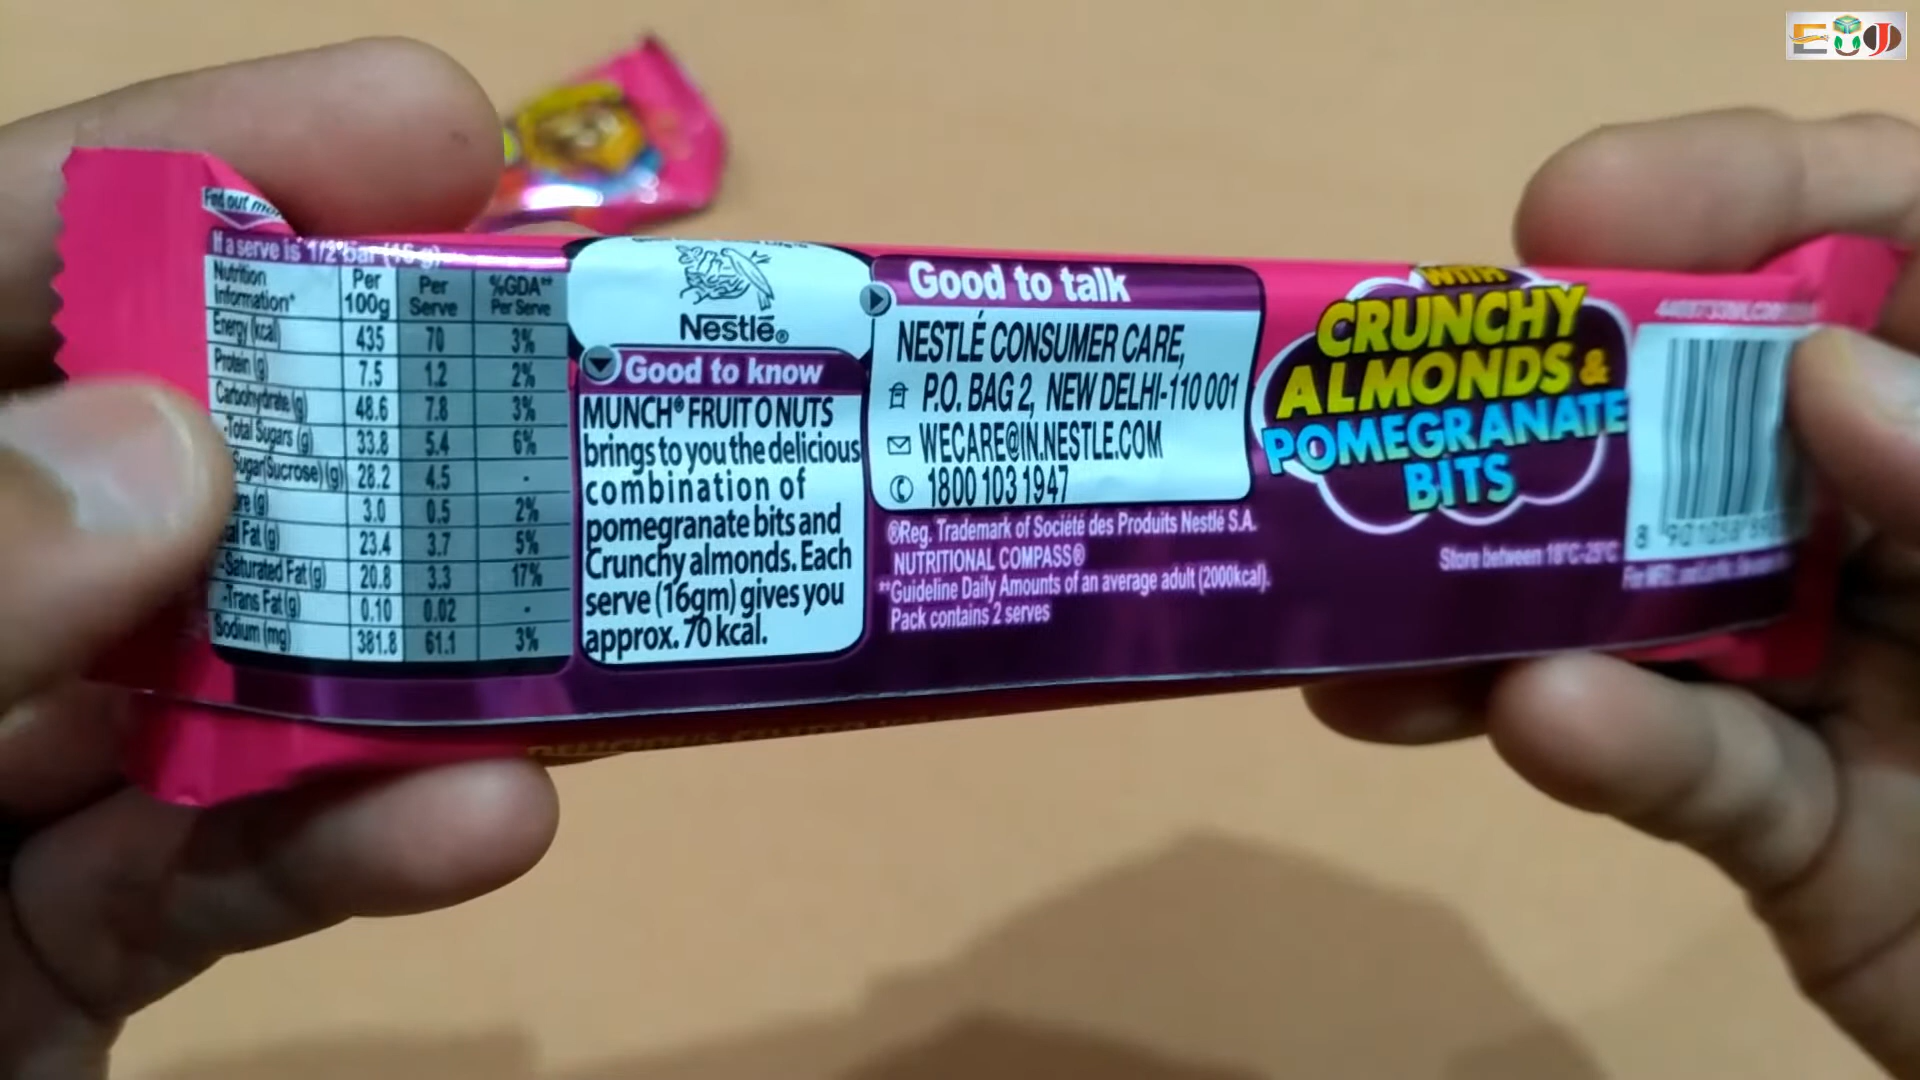 Find out more
If a serve is 1/2 bar (16 g)
Nutrition Information* Per 100g Per Serve %GDA** Per Serve
Energy (kcal) 435 70 3%
Protein (g) 7.5 1.2 2%
Carbohydrate (g) 48.6 7.8 3%
-Total Sugars (g) 33.8 5.4 6%
Sugar(Sucrose)(g) 28.2 4.5 -
(g) 3.0 0.5 2%
Fat (g) 23.4 3.7 5%
-Saturated Fat (g) 20.8 3.3 17%
-Trans Fat (g) 0.10 0.02 -
Sodium (mg) 381.8 61.1 3%
Nestlé®
Good to know
MUNCH® FRUIT O NUTS
brings to you the delicious
combination of
pomegranate bits and
Crunchy almonds. Each
serve (16gm) gives you
approx. 70 kcal.
Good to talk
NESTLÉ CONSUMER CARE,
P.O. BAG 2, NEW DELHI-110 001
WECARE@IN.NESTLE.COM
1800 103 1947
®Reg. Trademark of Société des Produits Nestlé S.A.
NUTRITIONAL COMPASS®
**Guideline Daily Amounts of an average adult (2000kcal).
Pack contains 2 serves
WITH
CRUNCHY
ALMONDS &
POMEGRANATE
BITS
Store between 18°C-25°C